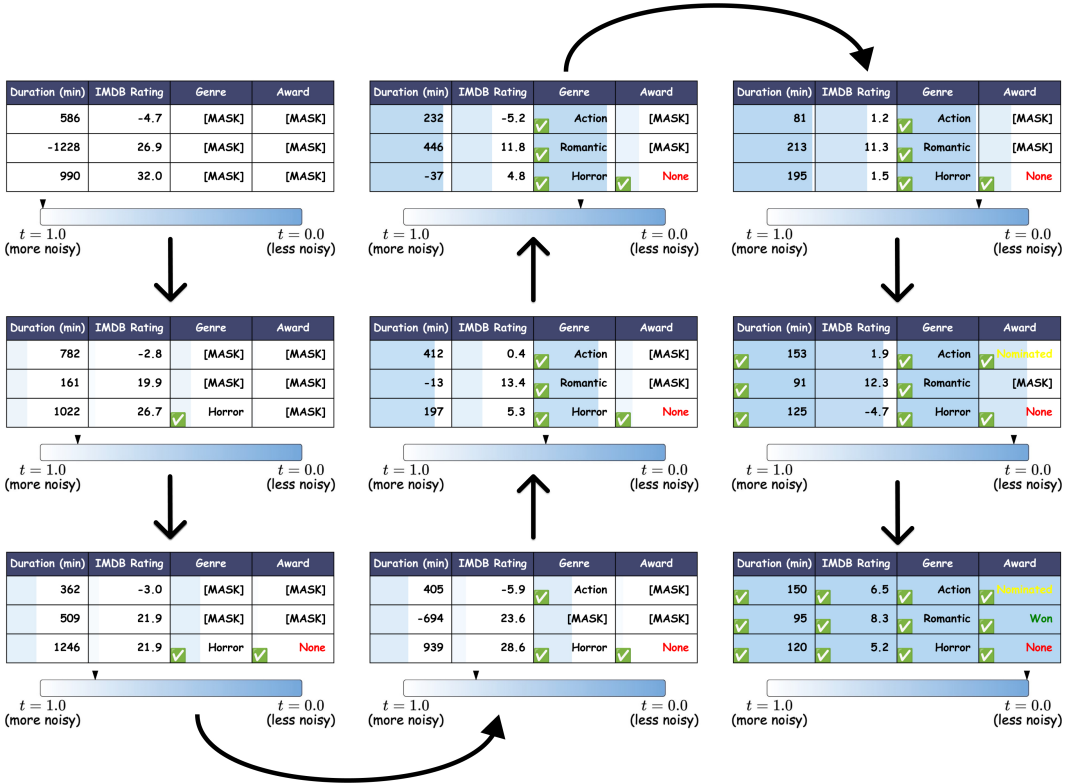 Duration (min) IMDB Rating Genre Award
586 -4.7 [MASK] [MASK]
-1228 26.9 [MASK] [MASK]
990 32.0 [MASK] [MASK]
t = 1.0 t = 0.0
(more noisy) (less noisy)
Duration (min) IMDB Rating Genre Award
782 -2.8 [MASK] [MASK]
161 19.9 [MASK] [MASK]
1022 26.7 Horror [MASK]
t = 1.0 t = 0.0
(more noisy) (less noisy)
Duration (min) IMDB Rating Genre Award
362 -3.0 [MASK] [MASK]
509 21.9 [MASK] [MASK]
1246 21.9 Horror None
t = 1.0 t = 0.0
(more noisy) (less noisy)
Duration (min) IMDB Rating Genre Award
405 -5.9 Action [MASK]
-694 23.6 [MASK] [MASK]
939 28.6 Horror None
t = 1.0 t = 0.0
(more noisy) (less noisy)
Duration (min) IMDB Rating Genre Award
412 0.4 Action [MASK]
-13 13.4 Romantic [MASK]
197 5.3 Horror None
t = 1.0 t = 0.0
(more noisy) (less noisy)
Duration (min) IMDB Rating Genre Award
232 -5.2 Action [MASK]
446 11.8 Romantic [MASK]
-37 4.8 Horror None
t = 1.0 t = 0.0
(more noisy) (less noisy)
Duration (min) IMDB Rating Genre Award
81 1.2 Action [MASK]
213 11.3 Romantic [MASK]
195 1.5 Horror None
t = 1.0 t = 0.0
(more noisy) (less noisy)
Duration (min) IMDB Rating Genre Award
153 1.9 Action Nominated
91 12.3 Romantic [MASK]
125 -4.7 Horror None
t = 1.0 t = 0.0
(more noisy) (less noisy)
Duration (min) IMDB Rating Genre Award
150 6.5 Action Nominated
95 8.3 Romantic Won
120 5.2 Horror None
t = 1.0 t = 0.0
(more noisy) (less noisy)